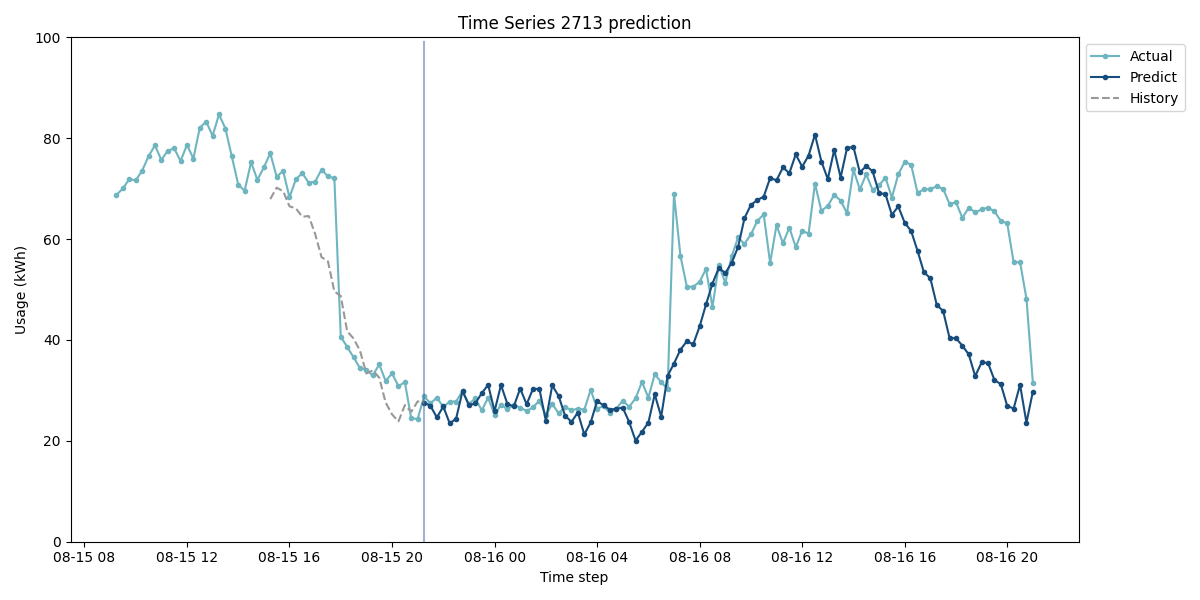 Time Series 2713 prediction
100
80
60
40
20
0
Usage (kWh)
08-15 08
08-15 12
08-15 16
08-15 20
08-16 00
08-16 04
08-16 08
08-16 12
08-16 16
08-16 20
Time step
Actual
Predict
History